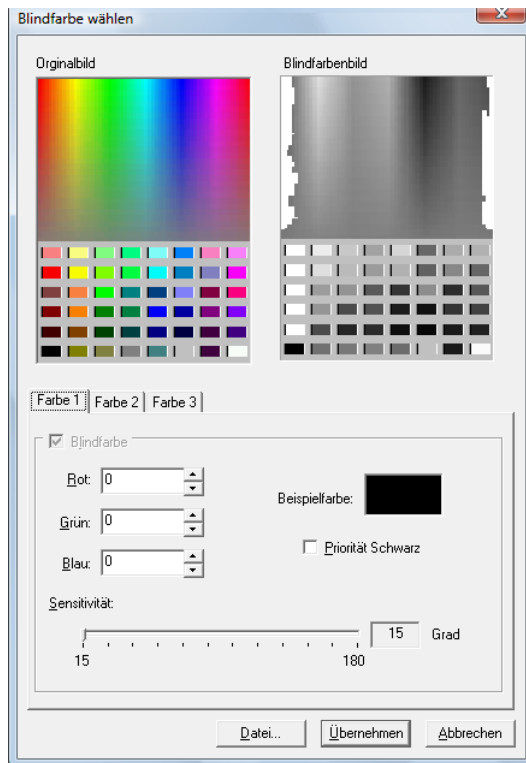 Blindfarbe wählen
Orginalbild
Blindfarbenbild
Farbe 1
Farbe 2
Farbe 3
Blindfarbe
Rot:
0
Beispielfarbe:
Grün:
0
Priorität Schwarz
Blau:
0
Sensitivität:
15
Grad
15
180
Datei...
Übernehmen
Abbrechen